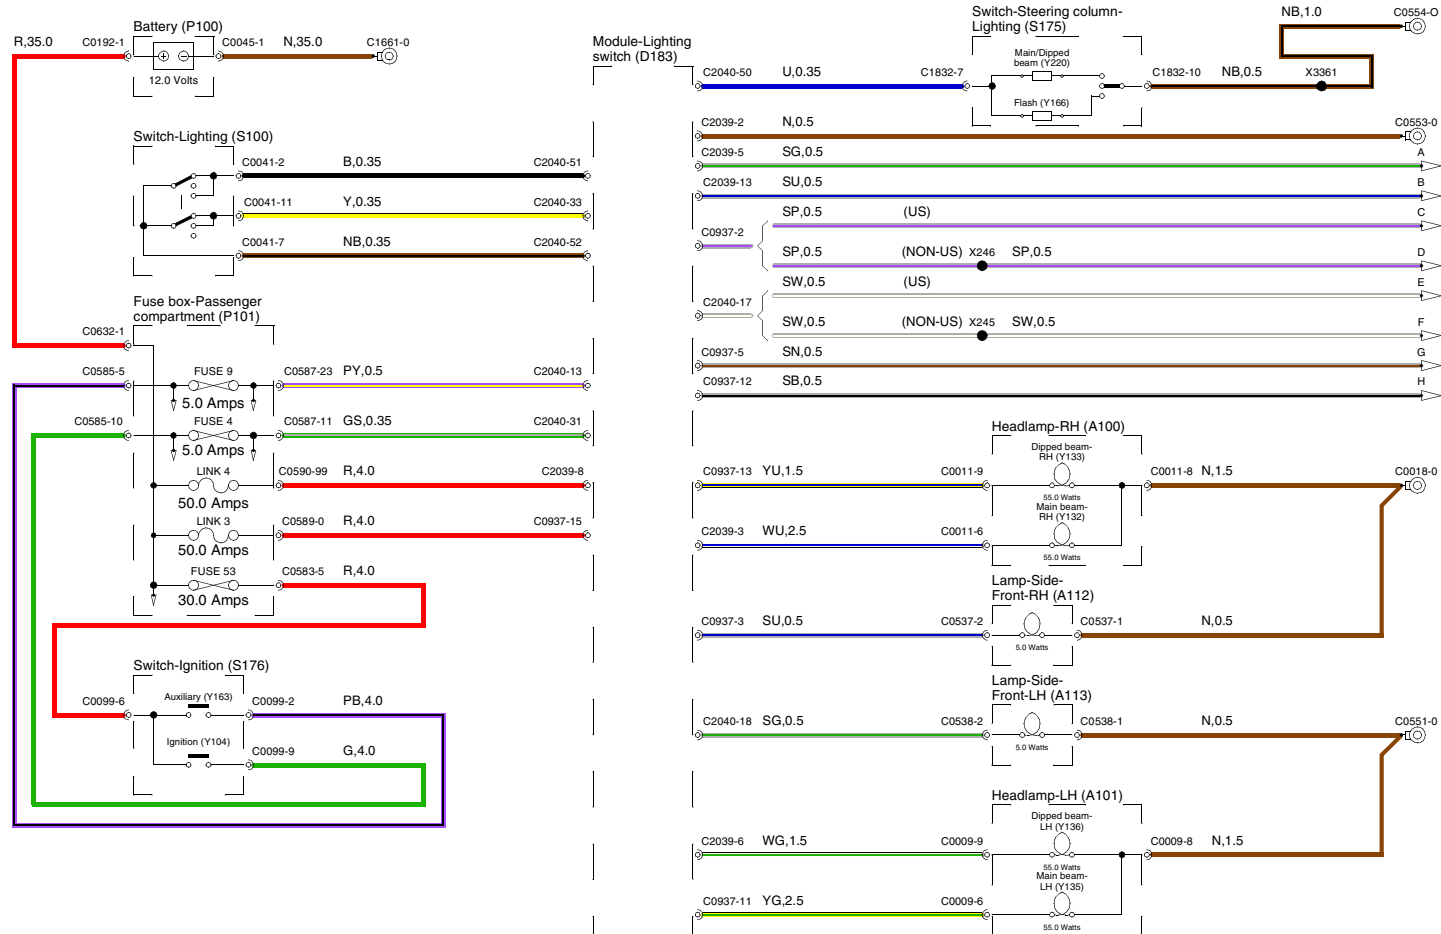 Battery (P100)
R,35.0
C0192-1
C0045-1
N,35.0
C1661-0
12.0 Volts
Switch-Lighting (S100)
C0041-2
B,0.35
C2040-51
C0041-11
Y,0.35
C2040-33
C0041-7
NB,0.35
C2040-52
Fuse box-Passenger
compartment (P101)
C0632-1
C0585-5
FUSE 9
5.0 Amps
C0587-23
PY,0.5
C2040-13
C0585-10
FUSE 4
5.0 Amps
C0587-11
GS,0.35
C2040-31
LINK 4
50.0 Amps
C0590-99
R,4.0
C2039-8
LINK 3
50.0 Amps
C0589-0
R,4.0
C0937-15
FUSE 53
30.0 Amps
C0583-5
R,4.0
Switch-Ignition (S176)
C0099-6
Auxiliary (Y163)
C0099-2
PB,4.0
Ignition (Y104)
C0099-9
G,4.0
Module-Lighting
switch (D183)
Switch-Steering column-
Lighting (S175)
C2040-50
U,0.35
C1832-7
Main/Dipped
beam (Y220)
Flash (Y166)
C1832-10
NB,0.5
X3361
NB,1.0
C0554-O
C2039-2
N,0.5
C0553-0
C2039-5
SG,0.5
A
C2039-13
SU,0.5
B
C0937-2
SP,0.5
(US)
C
SP,0.5
(NON-US)
X246
SP,0.5
D
C2040-17
SW,0.5
(US)
E
SW,0.5
(NON-US)
X245
SW,0.5
F
C0937-5
SN,0.5
G
C0937-12
SB,0.5
H
Headlamp-RH (A100)
C0937-13
YU,1.5
C0011-9
Dipped beam-
RH (Y133)
55.0 Watts
C0011-8
N,1.5
C0018-0
C2039-3
WU,2.5
C0011-6
Main beam-
RH (Y132)
55.0 Watts
Lamp-Side-
Front-RH (A112)
C0937-3
SU,0.5
C0537-2
5.0 Watts
C0537-1
N,0.5
Lamp-Side-
Front-LH (A113)
C2040-18
SG,0.5
C0538-2
5.0 Watts
C0538-1
N,0.5
C0551-0
Headlamp-LH (A101)
C2039-6
WG,1.5
C0009-9
Dipped beam-
LH (Y136)
55.0 Watts
C0009-8
N,1.5
C0937-11
YG,2.5
C0009-6
Main beam-
LH (Y135)
55.0 Watts